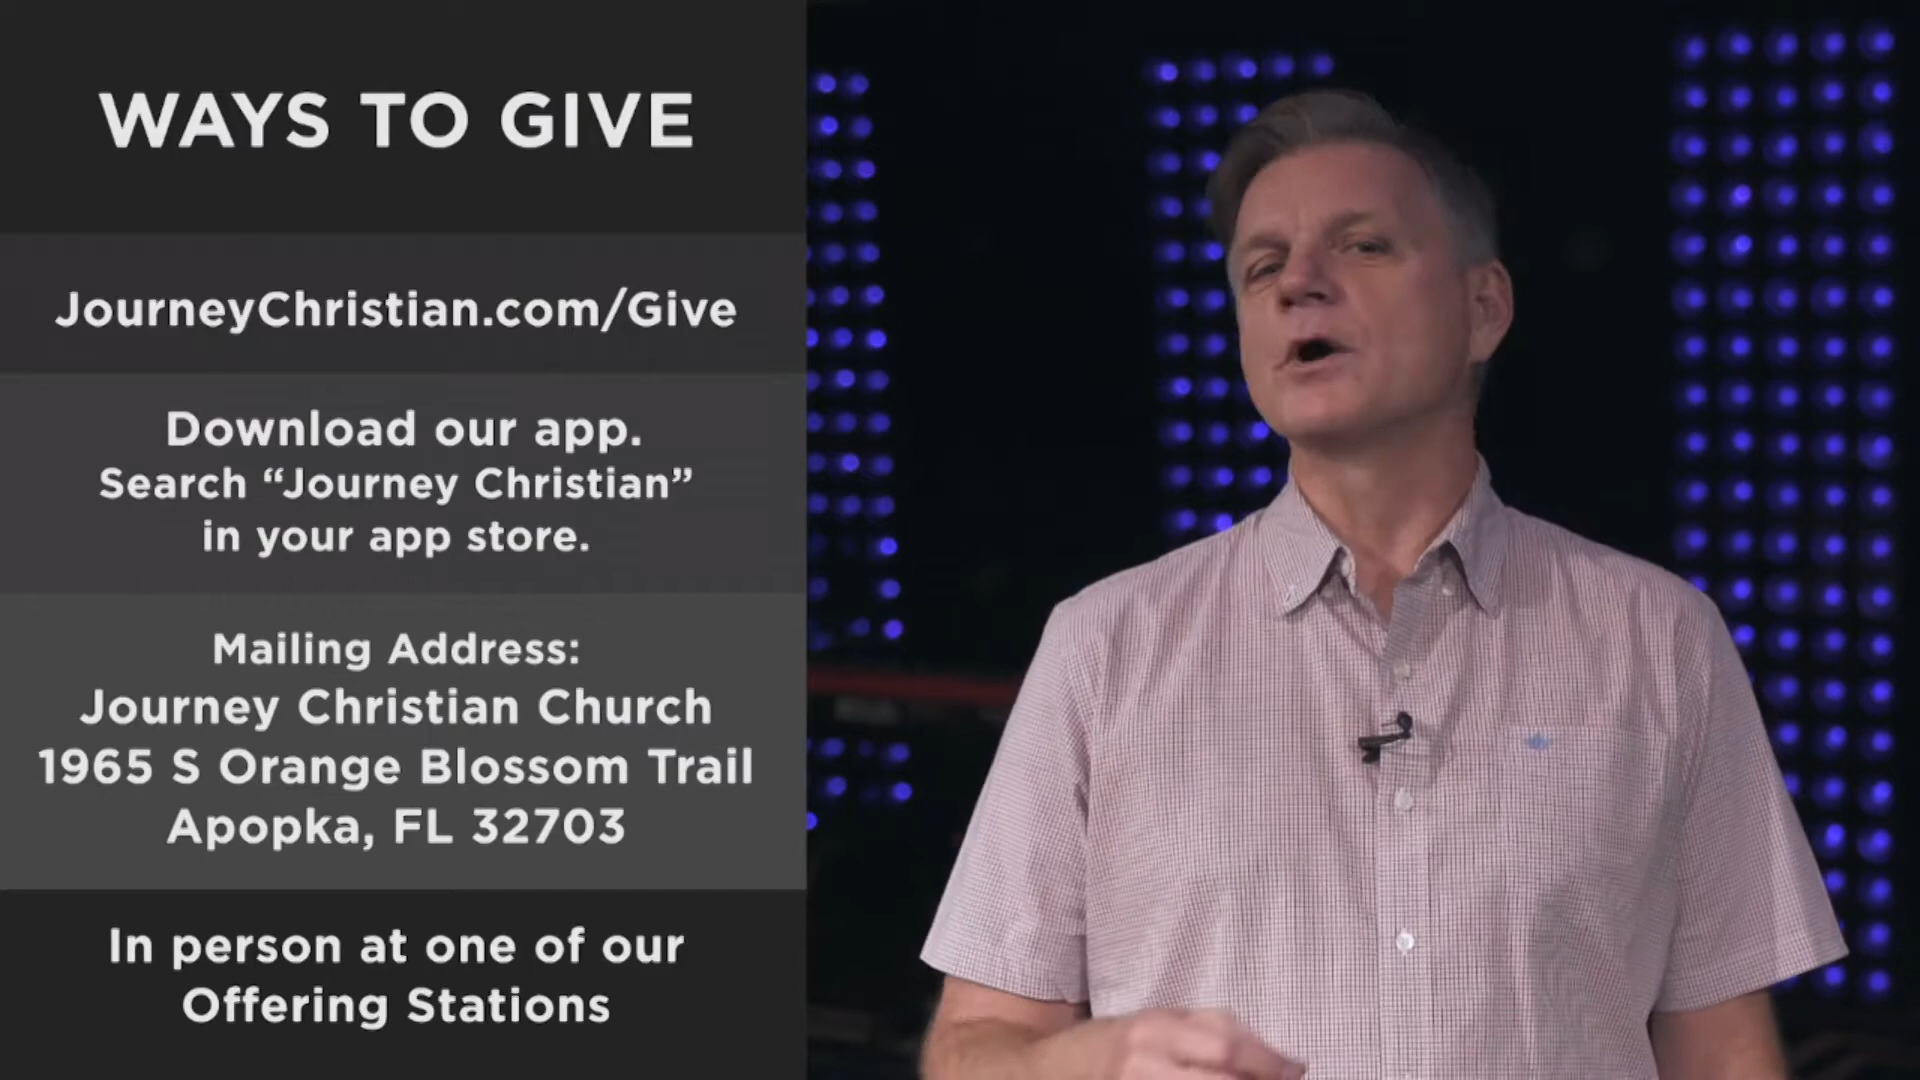 WAYS TO GIVE
JourneyChristian.com/Give
Download our app.
Search “Journey Christian”
in your app store.
Mailing Address:
Journey Christian Church
1965 S Orange Blossom Trail
Apopka, FL 32703
In person at one of our
Offering Stations